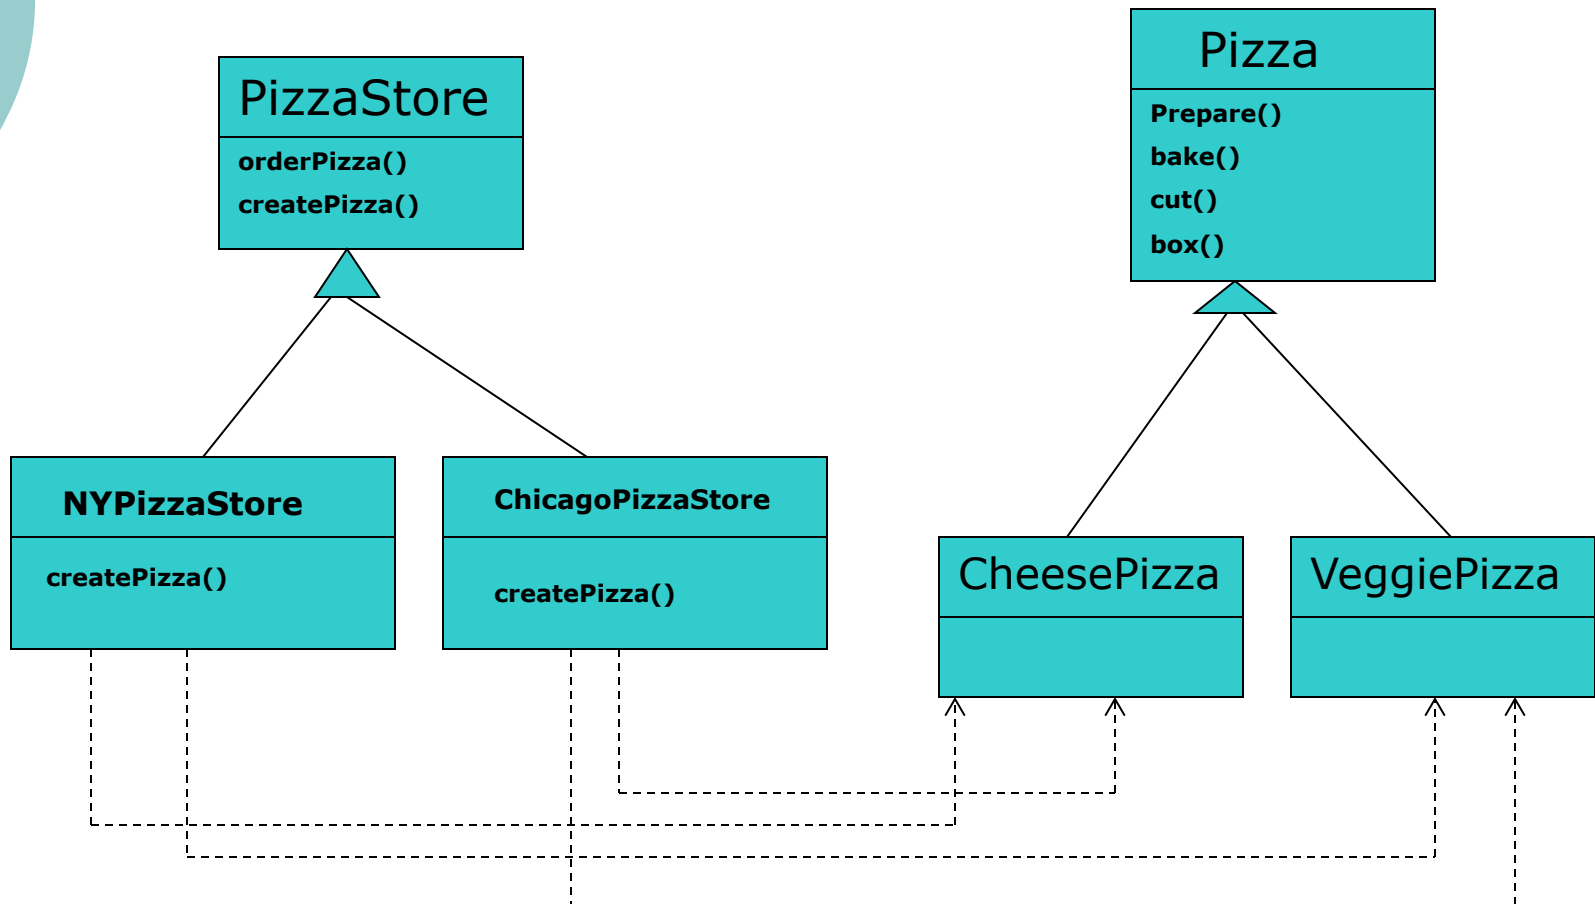 PizzaStore
orderPizza()
createPizza()
Pizza
Prepare()
bake()
cut()
box()
NYPizzaStore
createPizza()
ChicagoPizzaStore
createPizza()
CheesePizza
VeggiePizza